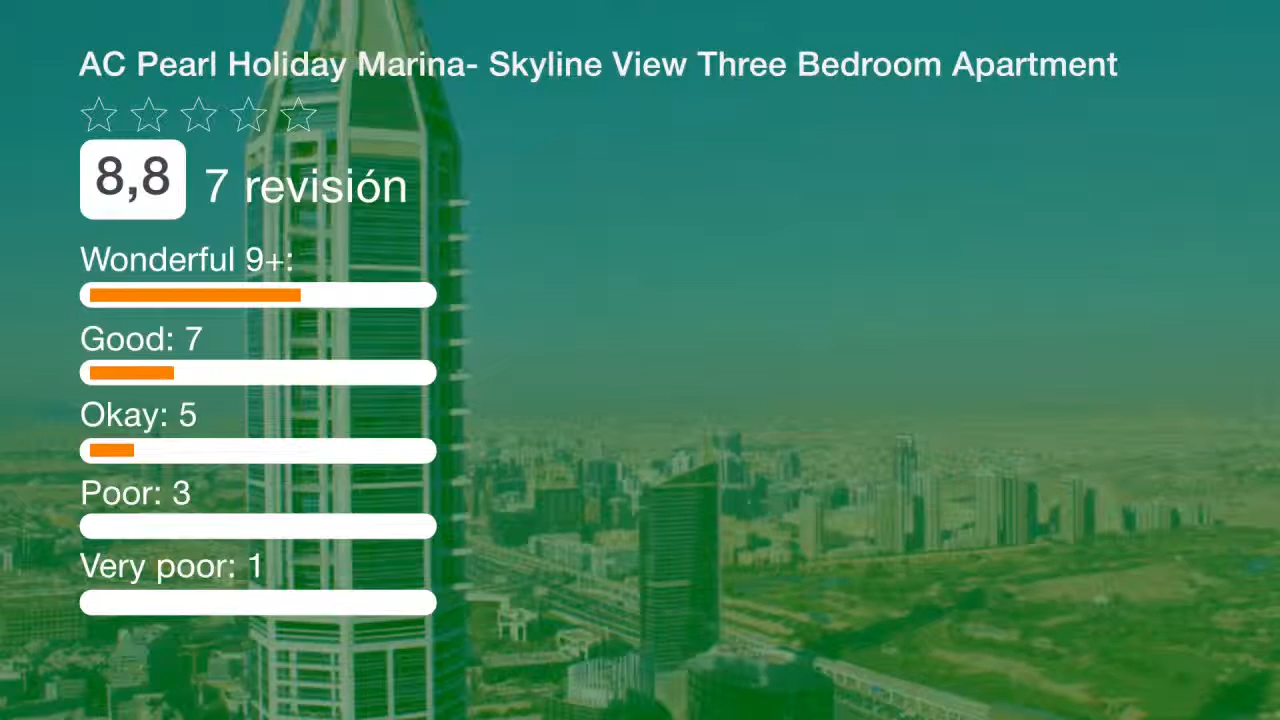 AC Pearl Holiday Marina- Skyline View Three Bedroom Apartment
8,8 7 revisión
Wonderful 9+:
Good: 7
Okay: 5
Poor: 3
Very poor: 1